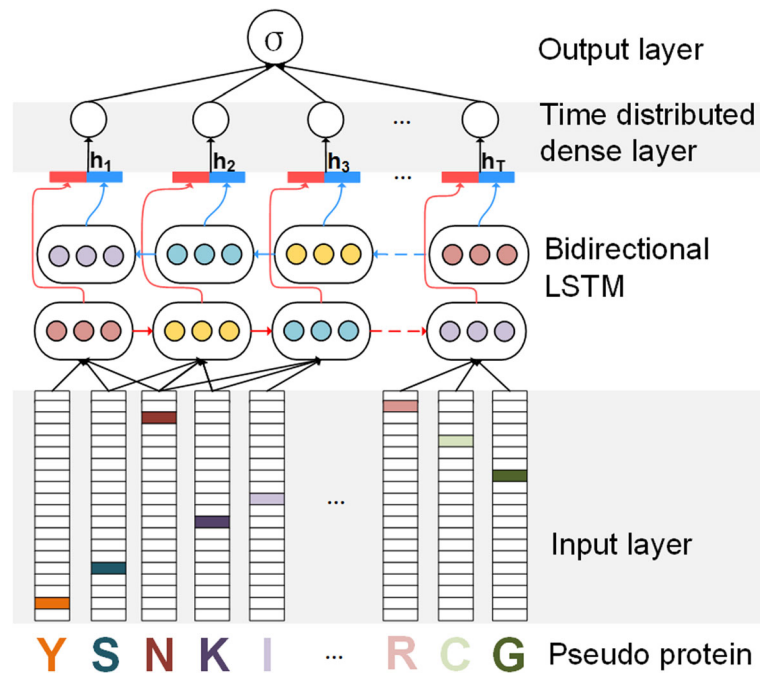 σ
Output layer
Time distributed
dense layer
...
h1 h2 h3 hT
...
Bidirectional
LSTM
...
Input layer
Y S N K I ... R C G
Pseudo protein